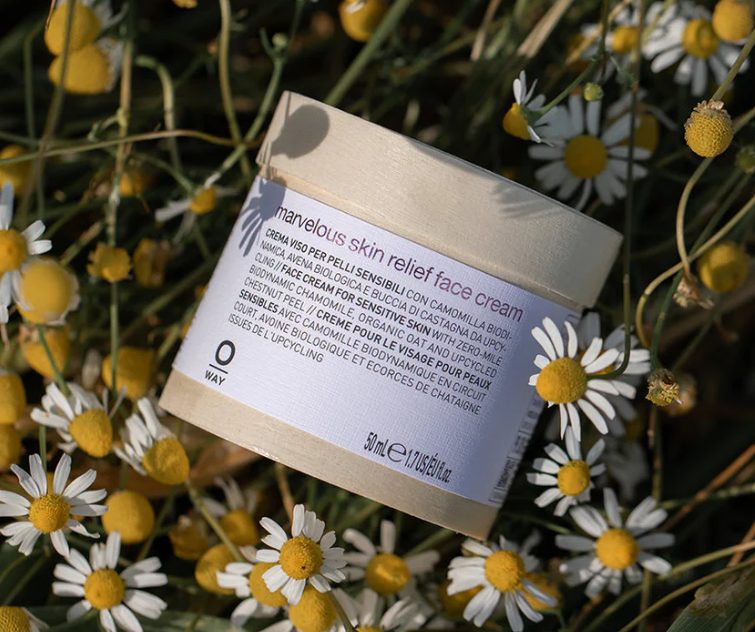 marvelous skin relief face cream
CREMA VISO PER PELLI SENSIBILI CON CAMOMILLA BIODI-
NAMICA, AVENA BIOLOGICA E BUCCIA DI CASTAGNA DA UPCY-
CLING // FACE CREAM FOR SENSITIVE SKIN WITH ZERO-MILE
BIODYNAMIC CHAMOMILE, ORGANIC OAT AND UPCYCLED
CHESTNUT PEEL // CRÈME POUR LE VISAGE POUR PEAUX
SENSIBLES AVEC CAMOMILLE BIODYNAMIQUE EN CIRCUIT
COURT, AVOINE BIOLOGIQUE ET ECORCES DE CHATAIGNE
ISSUES DE L'UPCYCLING
O
WAY
50 ml ℮ 1.7 US/ÉU fl oz.